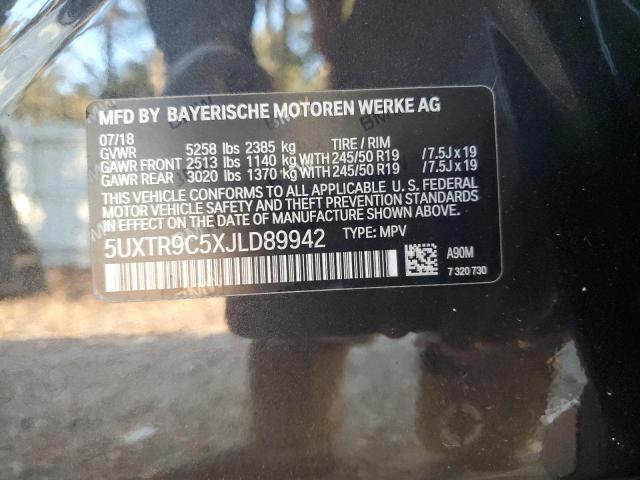 MFD BY BAYERISCHE MOTOREN WERKE AG
07/18
GVWR 5258 lbs 2385 kg TIRE / RIM
GAWR FRONT 2513 lbs 1140 kg WITH 245/50 R19 /7.5J x 19
GAWR REAR 3020 lbs 1370 kg WITH 245/50 R19 /7.5J x 19
THIS VEHICLE CONFORMS TO ALL APPLICABLE U. S. FEDERAL
MOTOR VEHICLE SAFETY AND THEFT PREVENTION STANDARDS
IN EFFECT ON THE DATE OF MANUFACTURE SHOWN ABOVE.
5UXTR9C5XJLD89942 TYPE: MPV
A90M
7 320 730